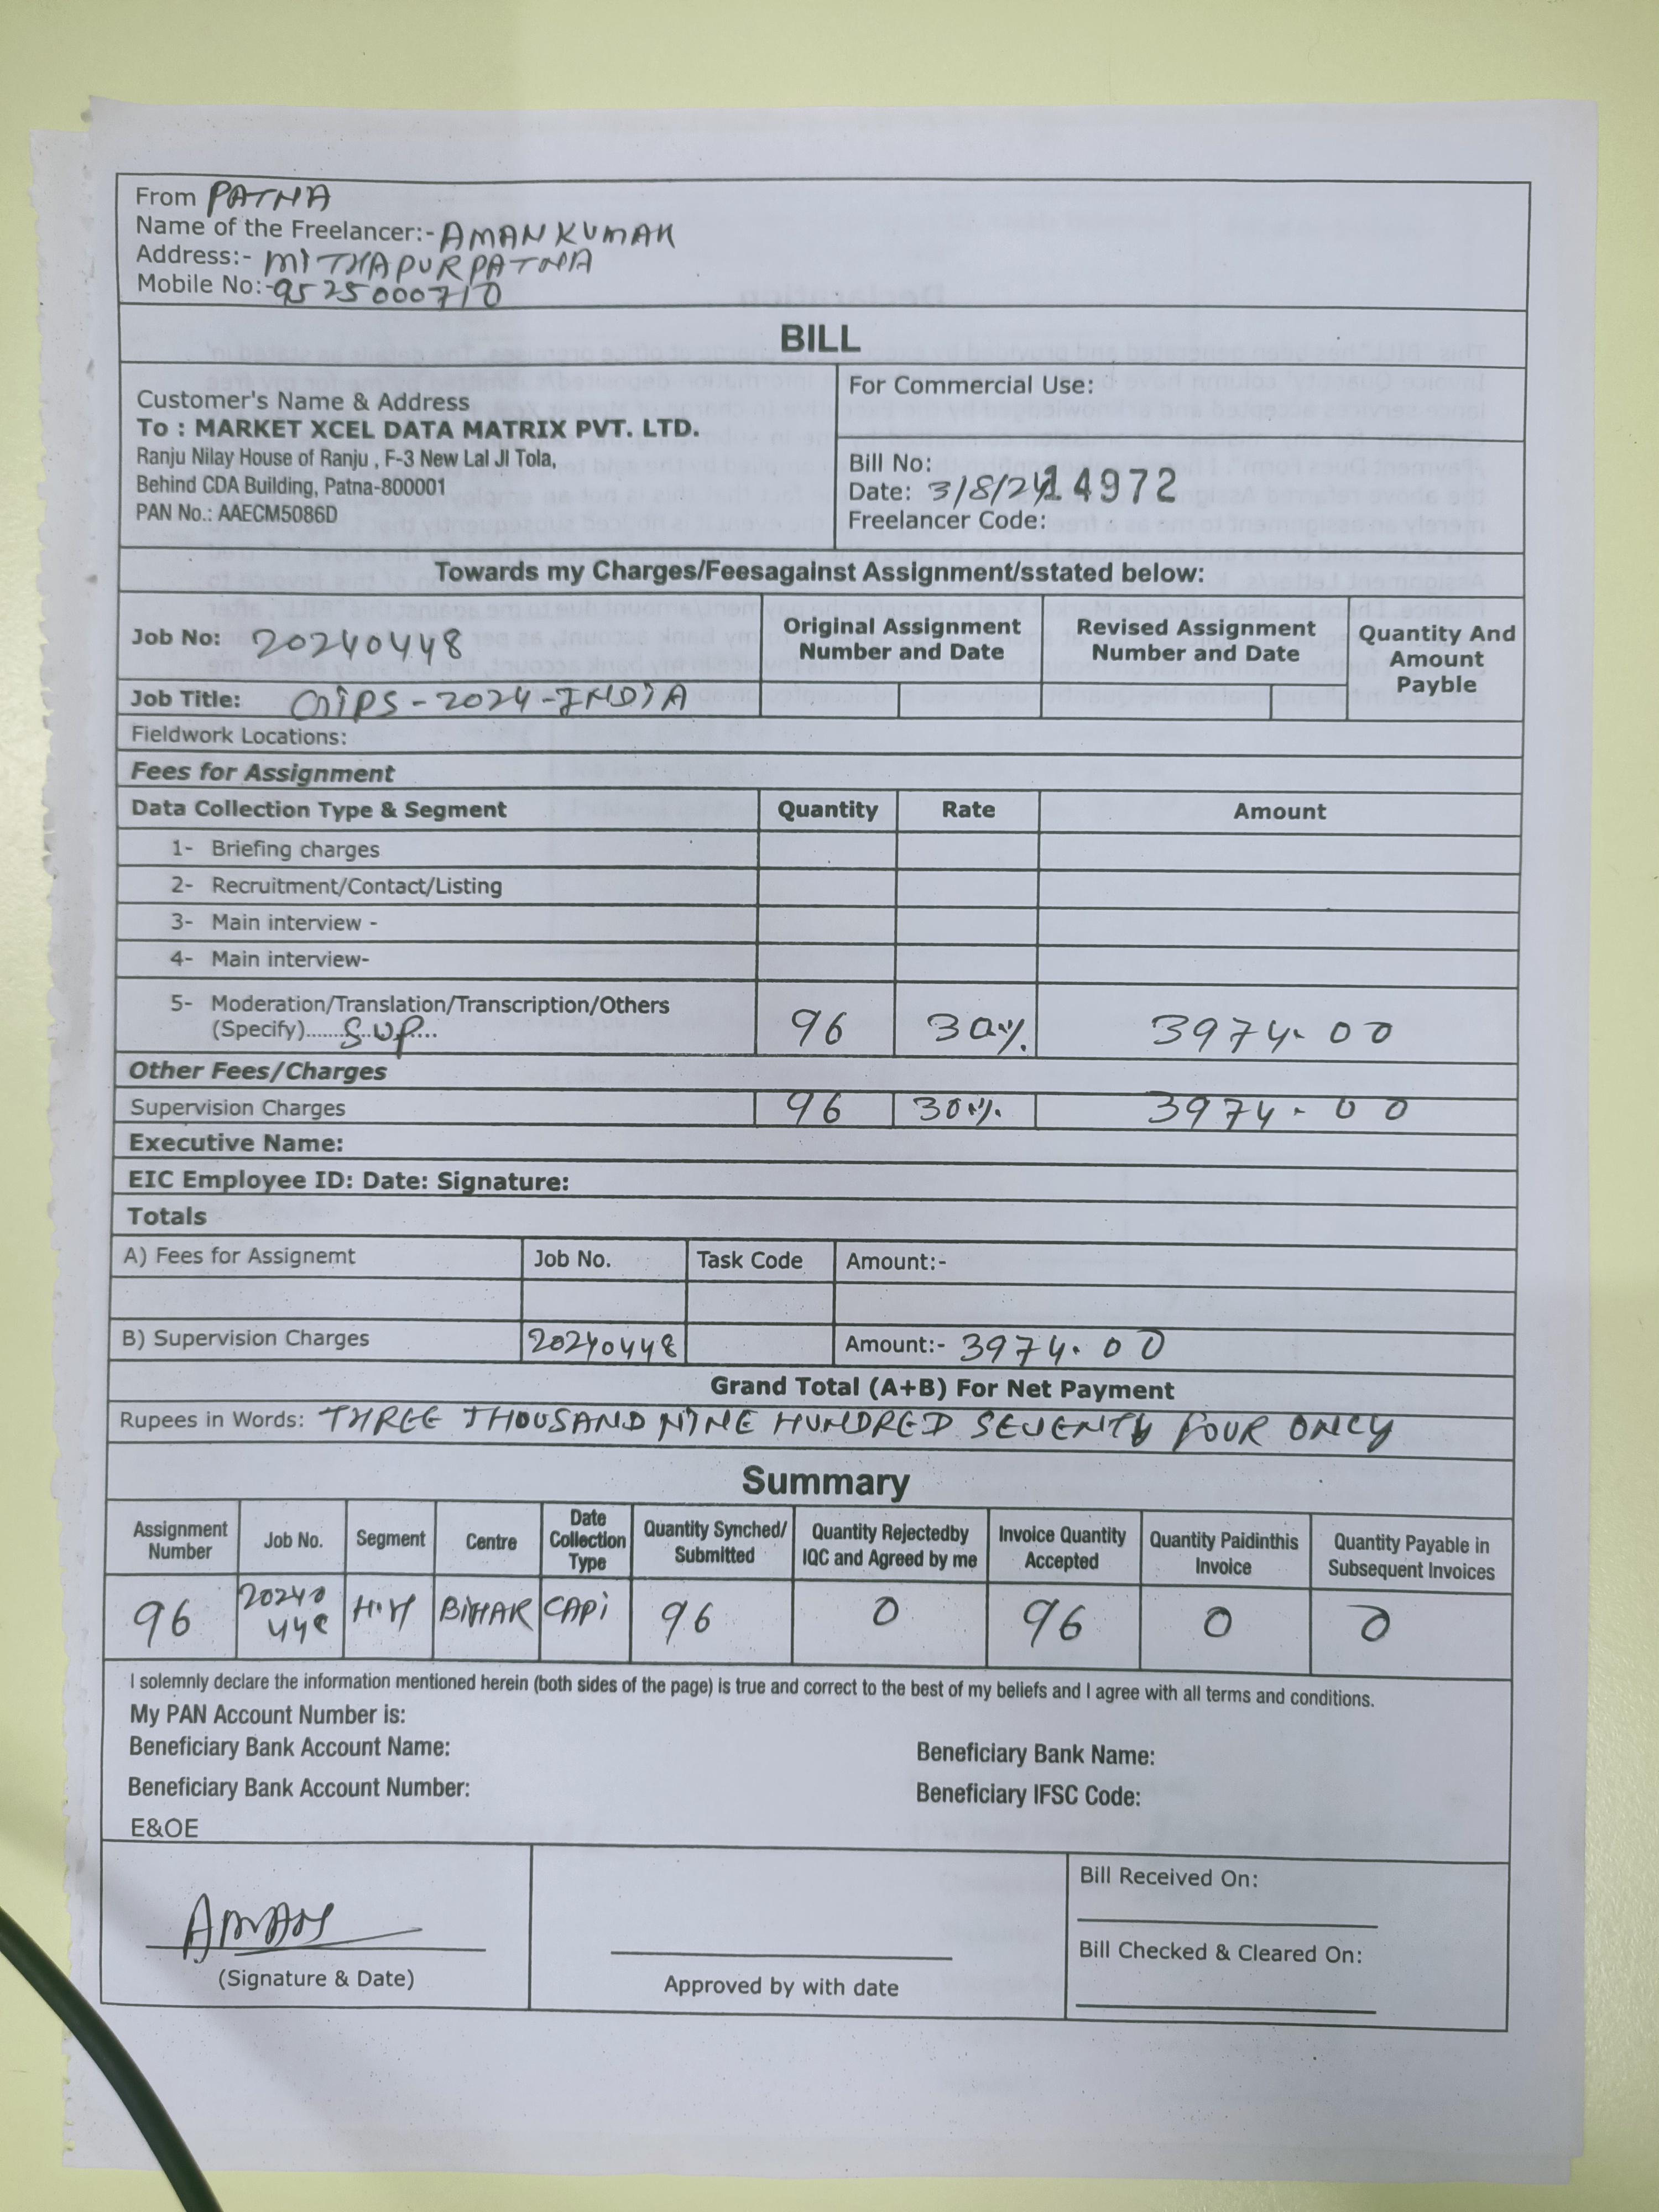 From PATNA
Name of the Freelancer:- AMAN KUMAR
Address:- MITHAPUR PATNA
Mobile No:- 9525000710
BILL
Customer's Name & Address
To : MARKET XCEL DATA MATRIX PVT. LTD.
Ranju Nilay House of Ranju , F-3 New Lal JI Tola,
Behind CDA Building, Patna-800001
PAN No.: AAECM5086D
For Commercial Use:
Bill No:
Date: 3/8/24 14972
Freelancer Code:
Towards my Charges/Feesagainst Assignment/sstated below:
Job No: 20240448
Original Assignment Number and Date
Revised Assignment Number and Date
Quantity And Amount Payble
Job Title: GIPS-2024-INDIA
Fieldwork Locations:
Fees for Assignment
Data Collection Type & Segment Quantity Rate Amount
1- Briefing charges
2- Recruitment/Contact/Listing
3- Main interview -
4- Main interview-
5- Moderation/Translation/Transcription/Others
(Specify)......SUP... 96 30% 3974.00
Other Fees/Charges
Supervision Charges 96 30% 3974.00
Executive Name:
EIC Employee ID: Date: Signature:
Totals
A) Fees for Assignemt Job No. Task Code Amount:-
B) Supervision Charges 20240448 Amount:- 3974.00
Grand Total (A+B) For Net Payment
Rupees in Words: THREE THOUSAND NINE HUNDRED SEVENTY FOUR ONLY
Summary
Assignment Number
Job No.
Segment
Centre
Date Collection Type
Quantity Synched/ Submitted
Quantity Rejectedby IQC and Agreed by me
Invoice Quantity Accepted
Quantity Paidinthis Invoice
Quantity Payable in Subsequent Invoices
96 20240448 BIHAR CAPI 96 0 96 0 0
I solemnly declare the information mentioned herein (both sides of the page) is true and correct to the best of my beliefs and I agree with all terms and conditions.
My PAN Account Number is:
Beneficiary Bank Account Name: Beneficiary Bank Name:
Beneficiary Bank Account Number: Beneficiary IFSC Code:
E&OE
AMAN
(Signature & Date)
Approved by with date
Bill Received On:
Bill Checked & Cleared On: